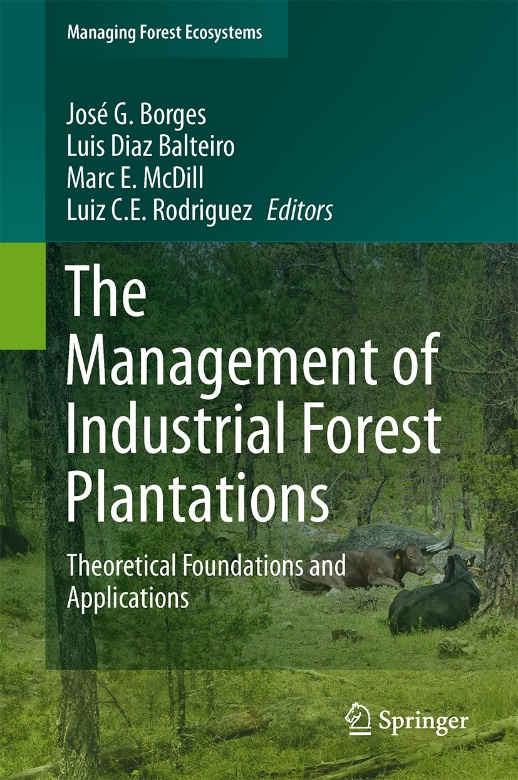 Managing Forest Ecosystems
José G. Borges
Luis Diaz Balteiro
Marc E. McDill
Luiz C.E. Rodriguez Editors
The
Management of
Industrial Forest
Plantations
Theoretical Foundations and
Applications
Springer